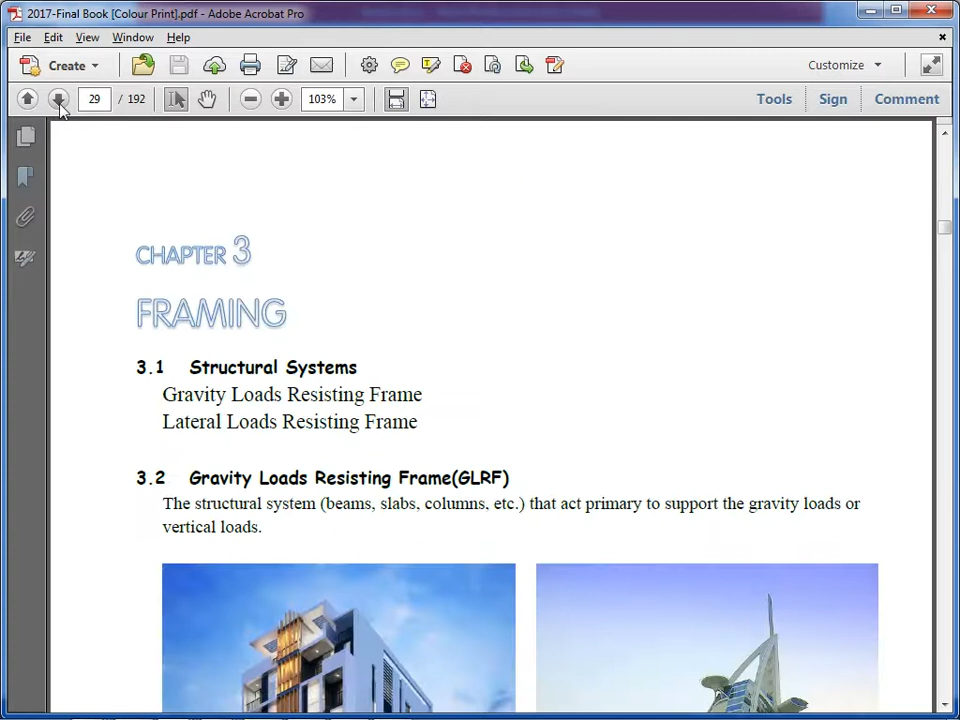 2017-Final Book [Colour Print].pdf - Adobe Acrobat Pro
File Edit View Window Help
Create Customize
29 / 192 103% Tools Sign Comment
CHAPTER 3
FRAMING
3.1 Structural Systems
Gravity Loads Resisting Frame
Lateral Loads Resisting Frame
3.2 Gravity Loads Resisting Frame(GLRF)
The structural system (beams, slabs, columns, etc.) that act primary to support the gravity loads or
vertical loads.